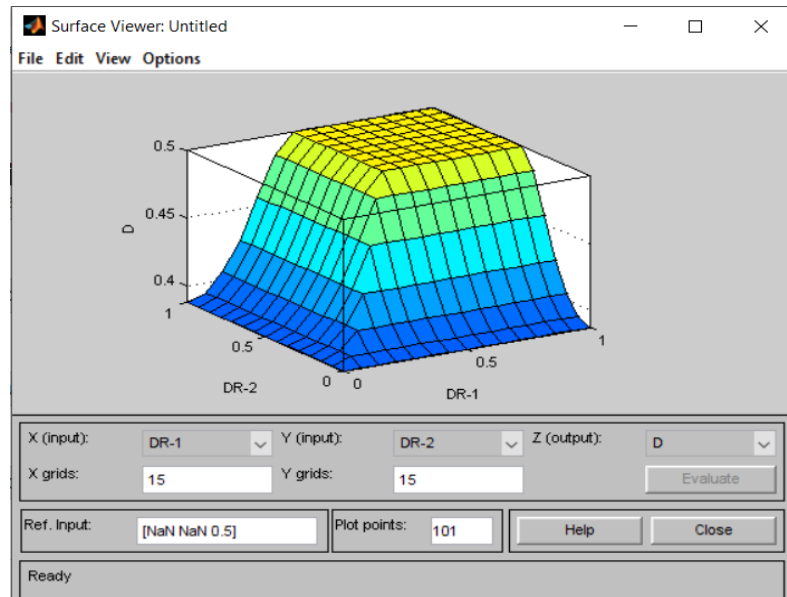 Surface Viewer: Untitled
File Edit View Options
0.5
0.45
0.4
D
1
0.5
0
DR-2
0
0.5
1
DR-1
X (input): DR-1 Y (input): DR-2 Z (output): D
X grids: 15 Y grids: 15 Evaluate
Ref. Input: [NaN NaN 0.5] Plot points: 101 Help Close
Ready